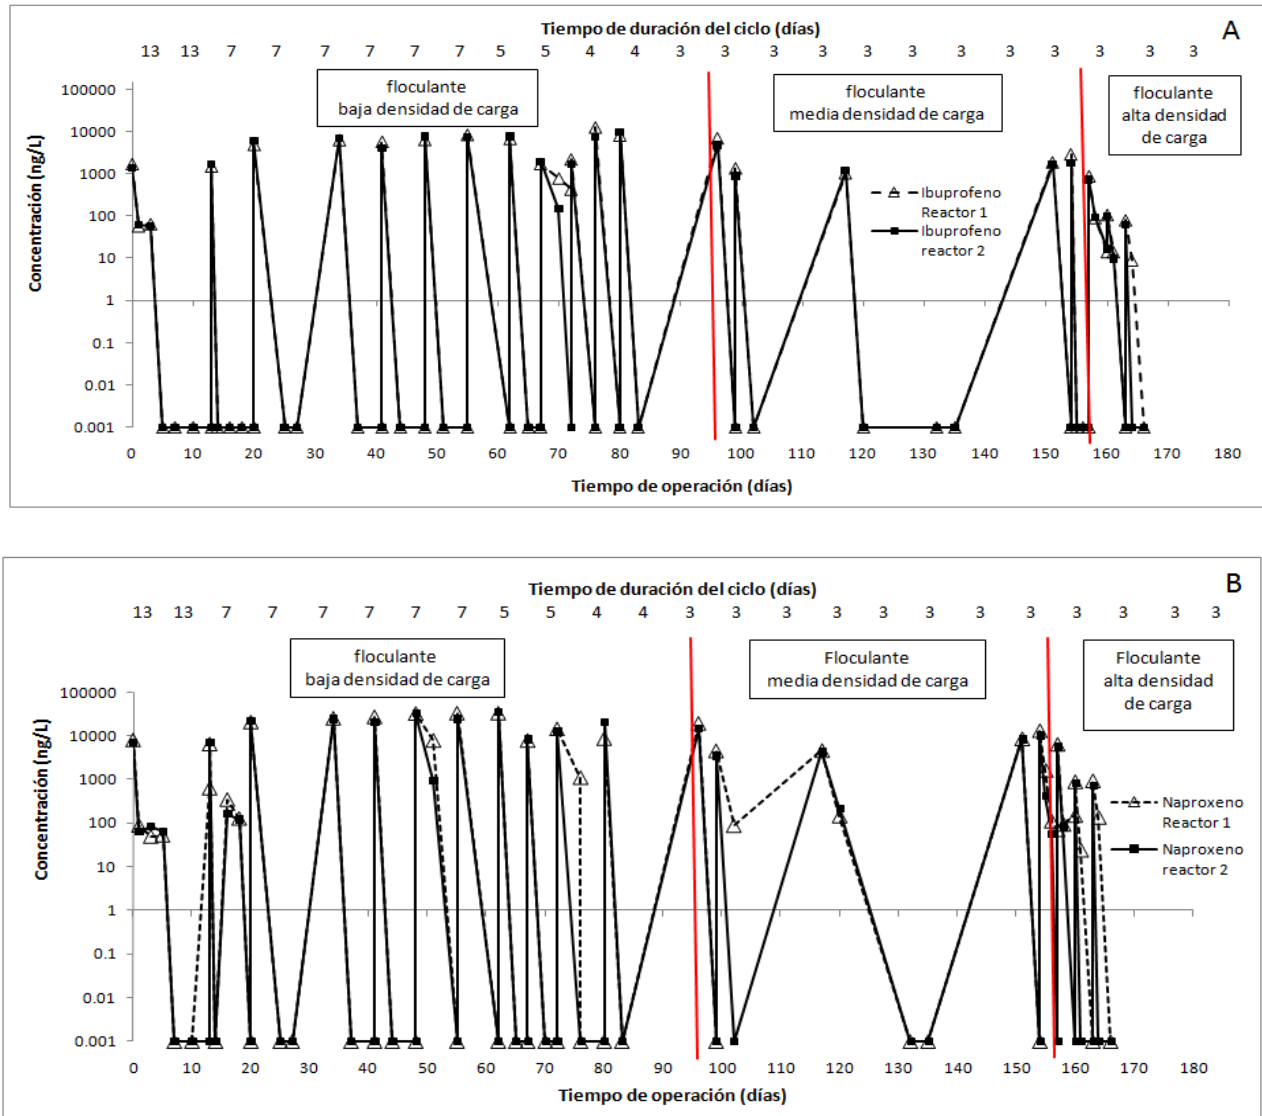 Tiempo de duración del ciclo (días)
A
13 13 7 7 7 7 7 7 5 5 4 4 3 3 3 3 3 3 3 3 3 3 3
floculante
baja densidad de carga
floculante
media densidad de carga
floculante
alta densidad
de carga
Concentración (ng/L)
100000
10000
1000
100
10
1
0.1
0.01
0.001
Ibuprofeno
Reactor 1
Ibuprofeno
reactor 2
0 10 20 30 40 50 60 70 80 90 100 110 120 130 140 150 160 170 180
Tiempo de operación (días)
Tiempo de duración del ciclo (días)
B
13 13 7 7 7 7 7 7 5 5 4 4 3 3 3 3 3 3 3 3 3 3 3 3
floculante
baja densidad de carga
Floculante
media densidad de carga
Floculante
alta densidad
de carga
Concentración (ng/L)
100000
10000
1000
100
10
1
0.1
0.01
0.001
Naproxeno
Reactor 1
Naproxeno
reactor 2
0 10 20 30 40 50 60 70 80 90 100 110 120 130 140 150 160 170 180
Tiempo de operación (días)